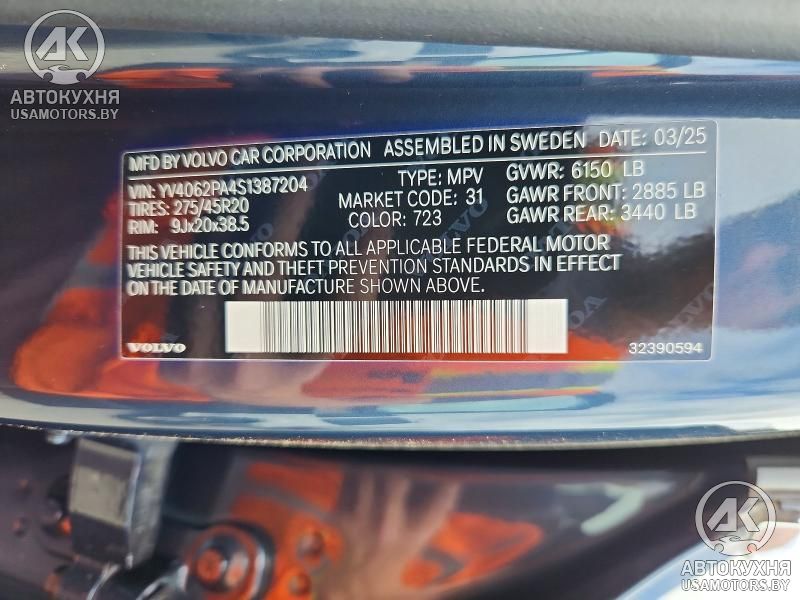 АК
АВТОКУХНЯ
USAMOTORS.BY
MFD BY VOLVO CAR CORPORATION ASSEMBLED IN SWEDEN DATE: 03/25
VIN: YV4062PA4S1387204 TYPE: MPV GVWR: 6150 LB
TIRES: 275/45R20 MARKET CODE: 31 GAWR FRONT: 2885 LB
RIM: 9Jx20x38.5 COLOR: 723 GAWR REAR: 3440 LB
THIS VEHICLE CONFORMS TO ALL APPLICABLE FEDERAL MOTOR
VEHICLE SAFETY AND THEFT PREVENTION STANDARDS IN EFFECT
ON THE DATE OF MANUFACTURE SHOWN ABOVE.
VOLVO 32390594
АК
АВТОКУХНЯ
USAMOTORS.BY